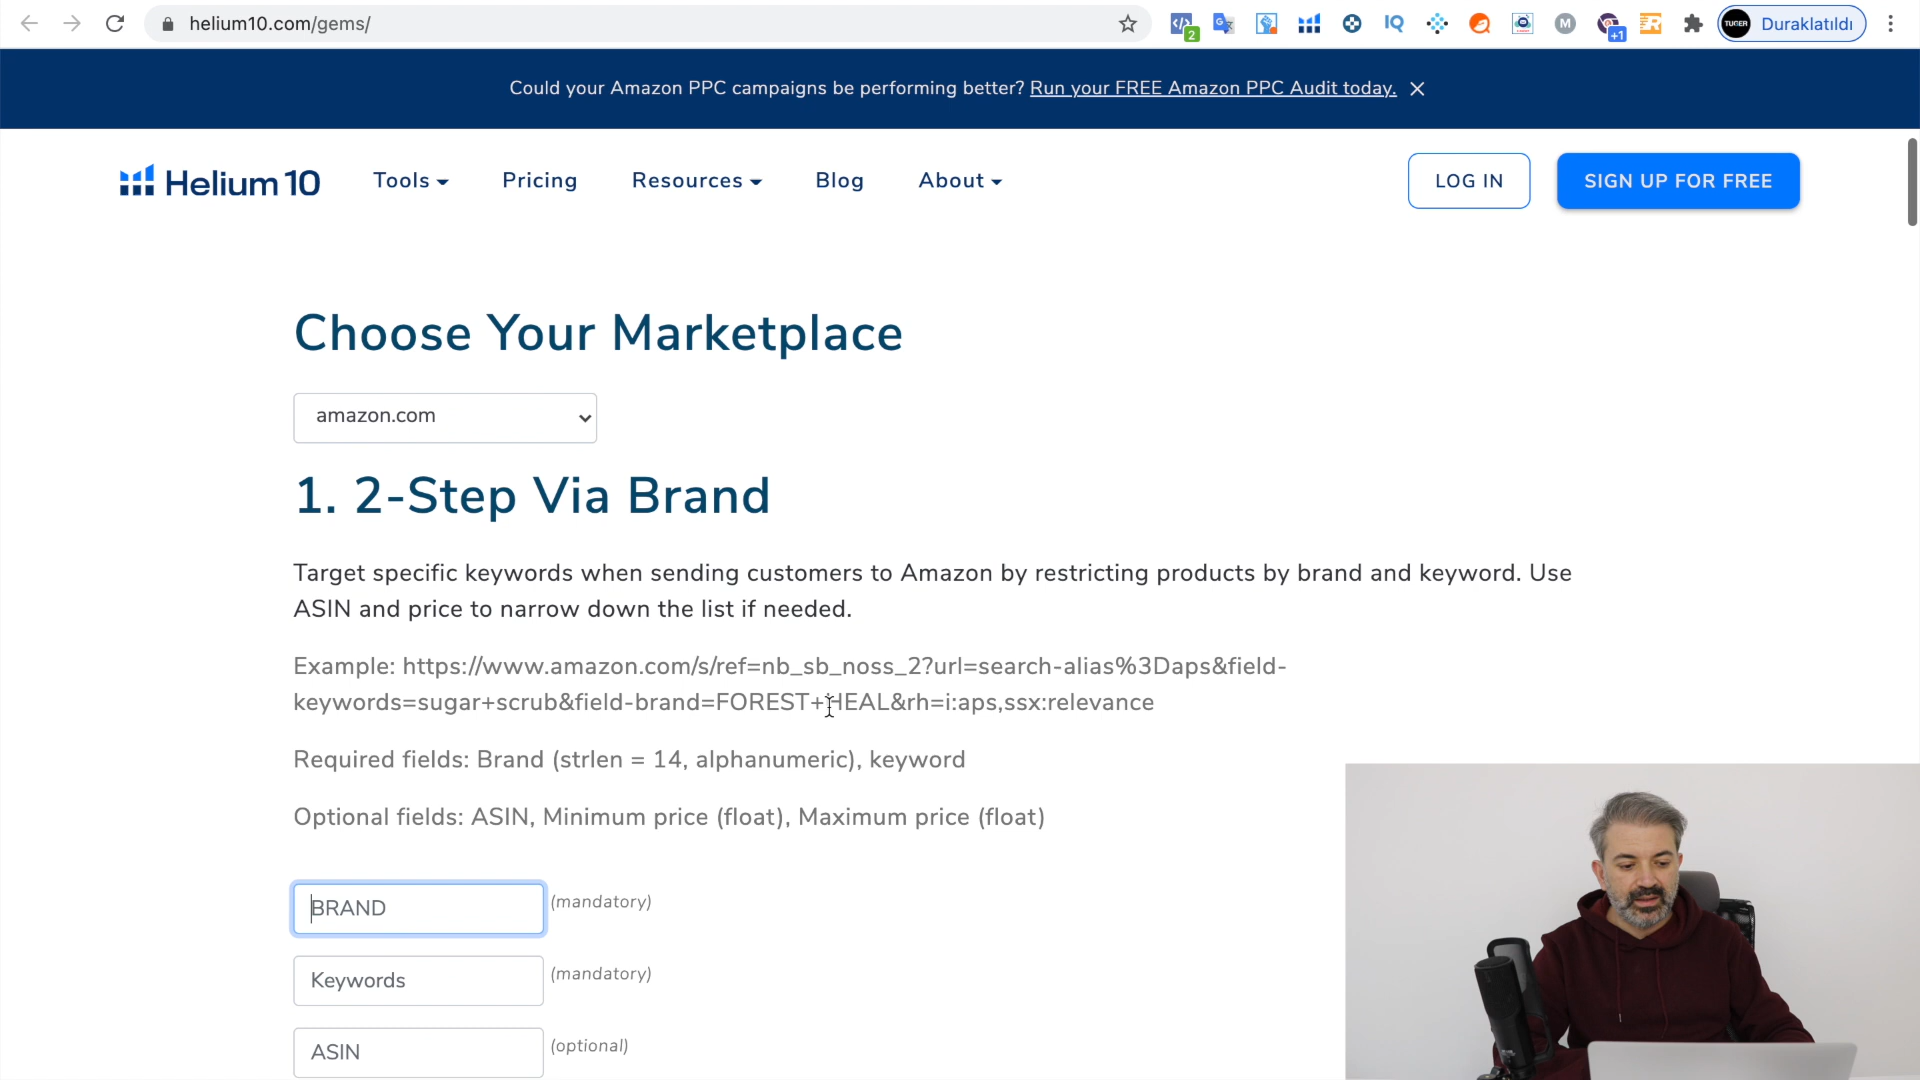 helium10.com/gems/
2
IQ
M
+1
TUNER
Duraklatıldı
Could your Amazon PPC campaigns be performing better? Run your FREE Amazon PPC Audit today.
Helium 10
Tools
Pricing
Resources
Blog
About
LOG IN
SIGN UP FOR FREE
Choose Your Marketplace
amazon.com
1. 2-Step Via Brand
Target specific keywords when sending customers to Amazon by restricting products by brand and keyword. Use
ASIN and price to narrow down the list if needed.
Example: https://www.amazon.com/s/ref=nb_sb_noss_2?url=search-alias%3Daps&field-
keywords=sugar+scrub&field-brand=FOREST+HEAL&rh=i:aps,ssx:relevance
Required fields: Brand (strlen = 14, alphanumeric), keyword
Optional fields: ASIN, Minimum price (float), Maximum price (float)
BRAND
(mandatory)
Keywords
(mandatory)
ASIN
(optional)